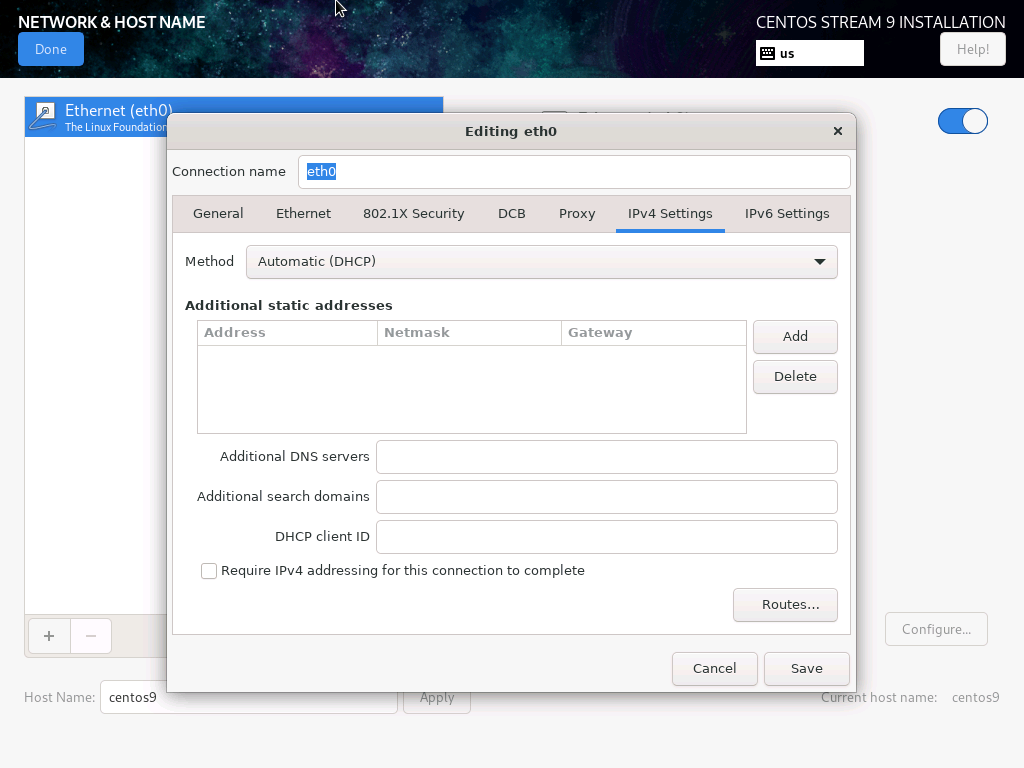 NETWORK & HOST NAME
CENTOS STREAM 9 INSTALLATION
Done
us
Help!
Ethernet (eth0)
The Linux Foundation
Editing eth0
Connection name
eth0
General
Ethernet
802.1X Security
DCB
Proxy
IPv4 Settings
IPv6 Settings
Method
Automatic (DHCP)
Additional static addresses
Address
Netmask
Gateway
Add
Delete
Additional DNS servers
Additional search domains
DHCP client ID
Require IPv4 addressing for this connection to complete
Routes…
Configure...
Cancel
Save
Host Name:
centos9
Apply
Current host name:
centos9